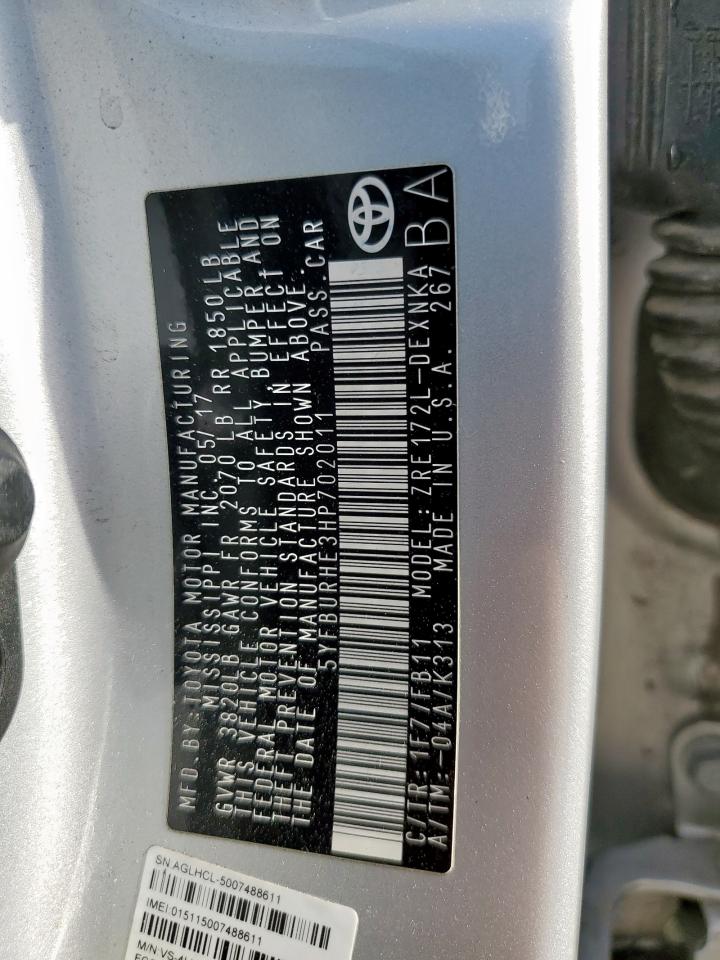 MFD.BY:TOYOTA MOTOR MANUFACTURING
MISSISSIPPI INC.05/17
GVWR 3820LB GAWR FR 2070 LB RR 1850 LB
THIS VEHICLE CONFORMS TO ALL APPLICABLE
FEDERAL MOTOR VEHICLE SAFETY BUMPER AND
THEFT PREVENTION STANDARDS IN EFFECT ON
THE DATE OF MANUFACTURE SHOWN ABOVE.
5YFBURHE3HP702011 PASS.CAR
C/TR:1F7/FB11 MODEL:ZRE172L-DEXNKA
A/TM:-04A/K313 MADE IN U.S.A. 267
BA
SN AGLHCL-5007488611
IMEI:015115007488611